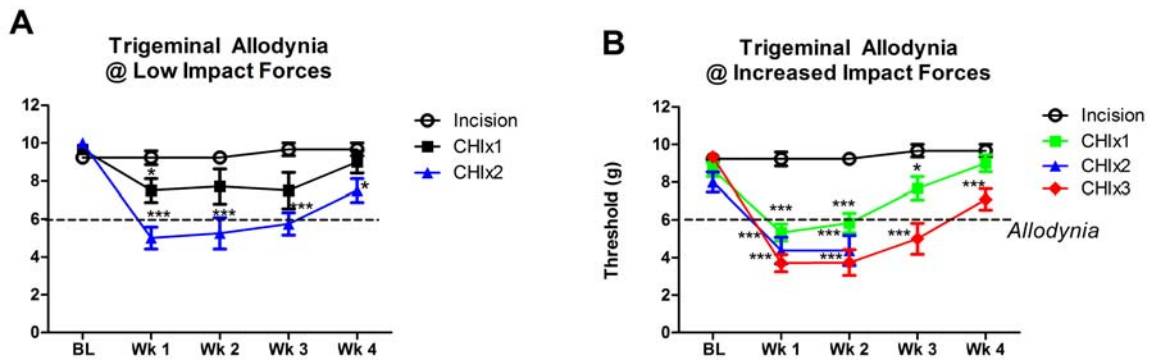 A
Trigeminal Allodynia
@ Low Impact Forces
12
10
8
6
4
2
0
BL Wk 1 Wk 2 Wk 3 Wk 4
*
***
***
***
*
Incision
CHIx1
CHIx2
B
Trigeminal Allodynia
@ Increased Impact Forces
Threshold (g)
12
10
8
6
4
2
0
BL Wk 1 Wk 2 Wk 3 Wk 4
*
***
*** ***
*** *** ***
*** ***
Allodynia
Incision
CHIx1
CHIx2
CHIx3